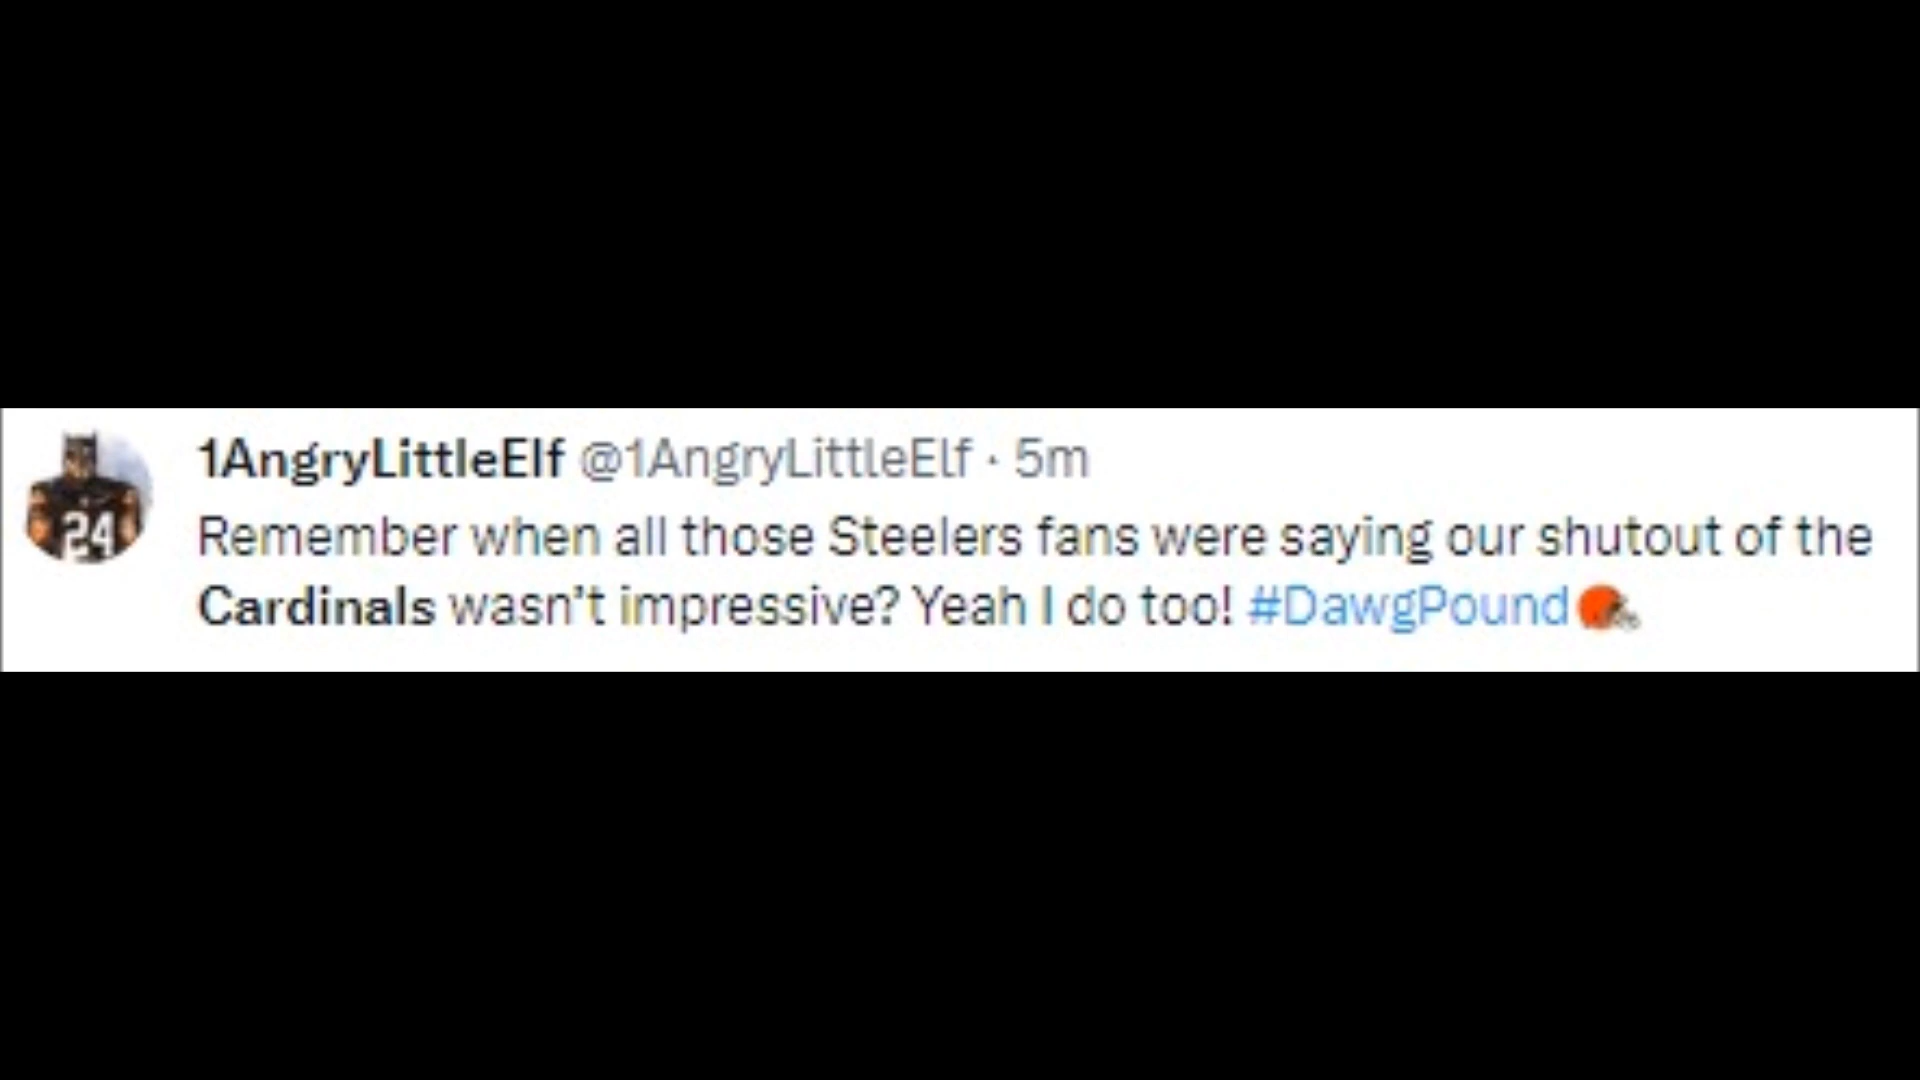 1AngryLittleElf @1AngryLittleElf · 5m
Remember when all those Steelers fans were saying our shutout of the
Cardinals wasn't impressive? Yeah I do too! #DawgPound
24